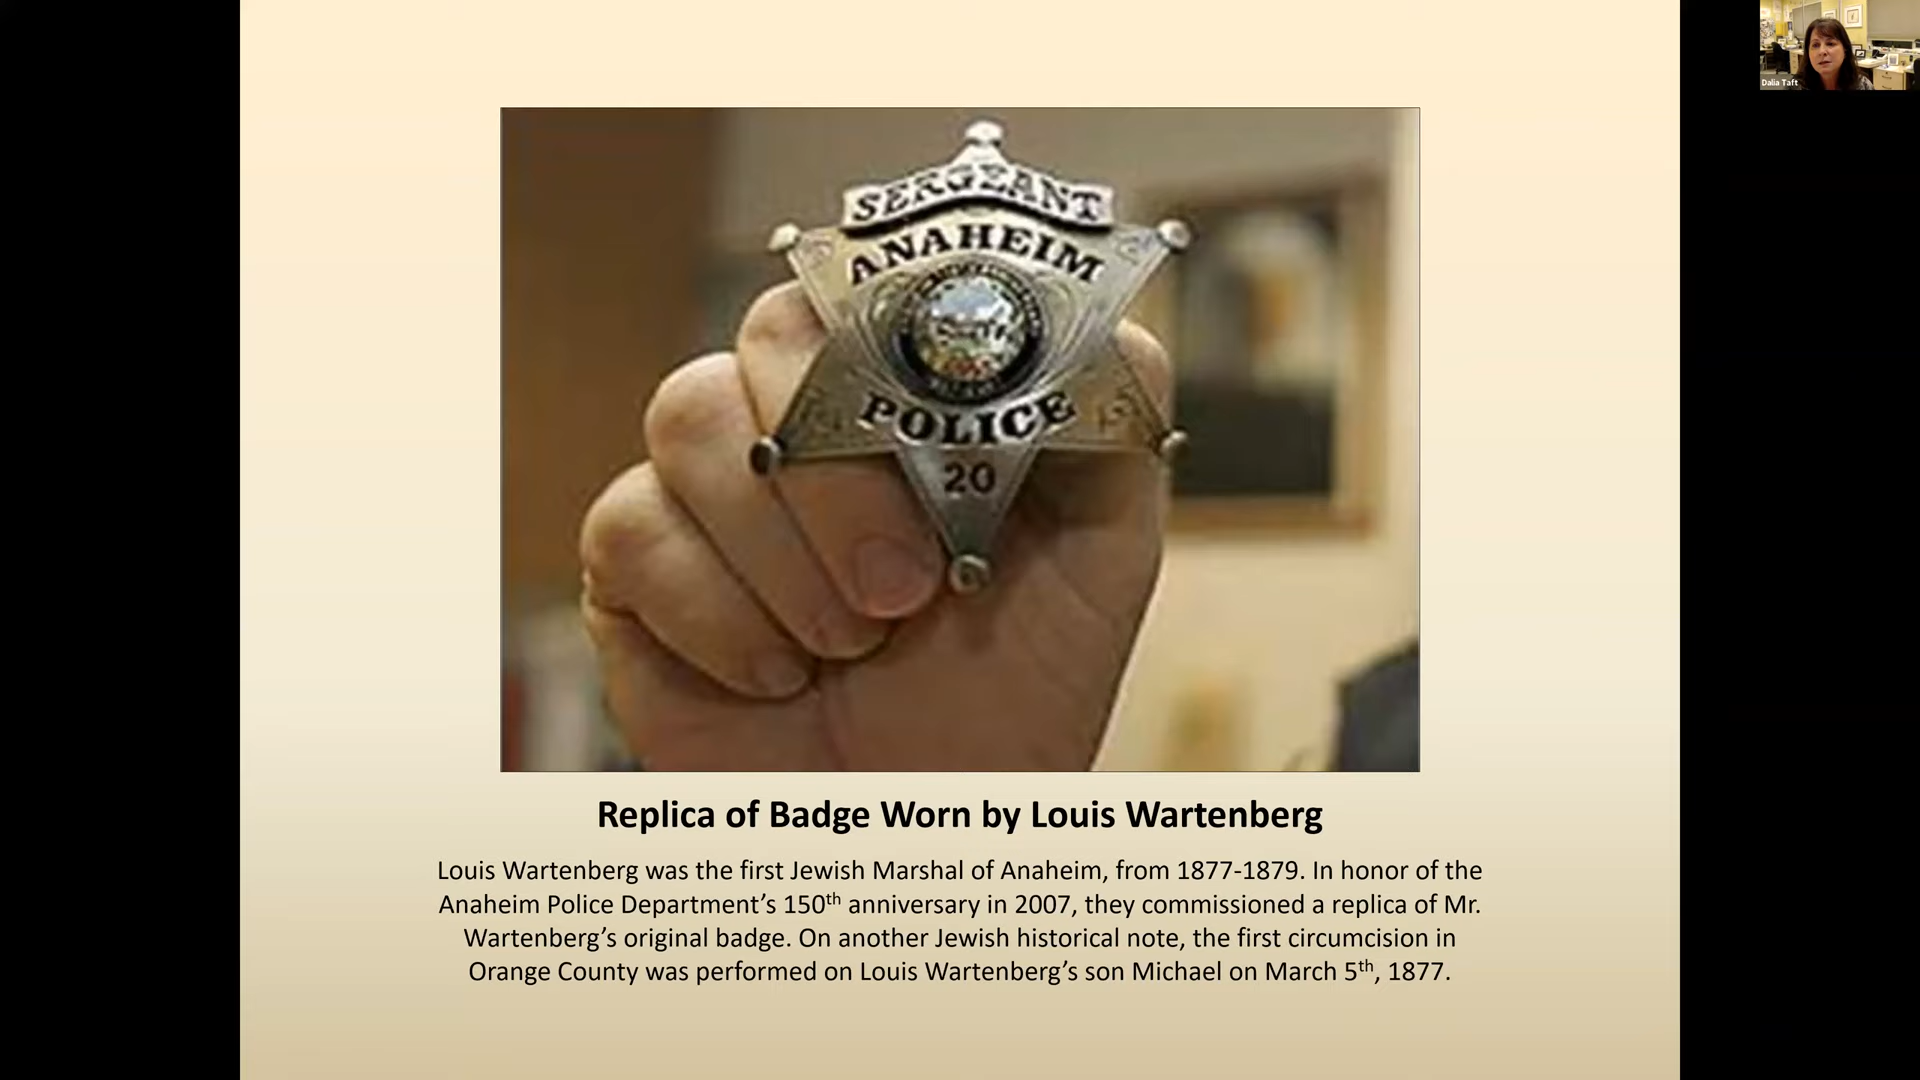 Dalia Taft
SERGEANT
ANAHEIM
POLICE
20
Replica of Badge Worn by Louis Wartenberg
Louis Wartenberg was the first Jewish Marshal of Anaheim, from 1877-1879. In honor of the
Anaheim Police Department’s 150th anniversary in 2007, they commissioned a replica of Mr.
Wartenberg’s original badge. On another Jewish historical note, the first circumcision in
Orange County was performed on Louis Wartenberg’s son Michael on March 5th, 1877.